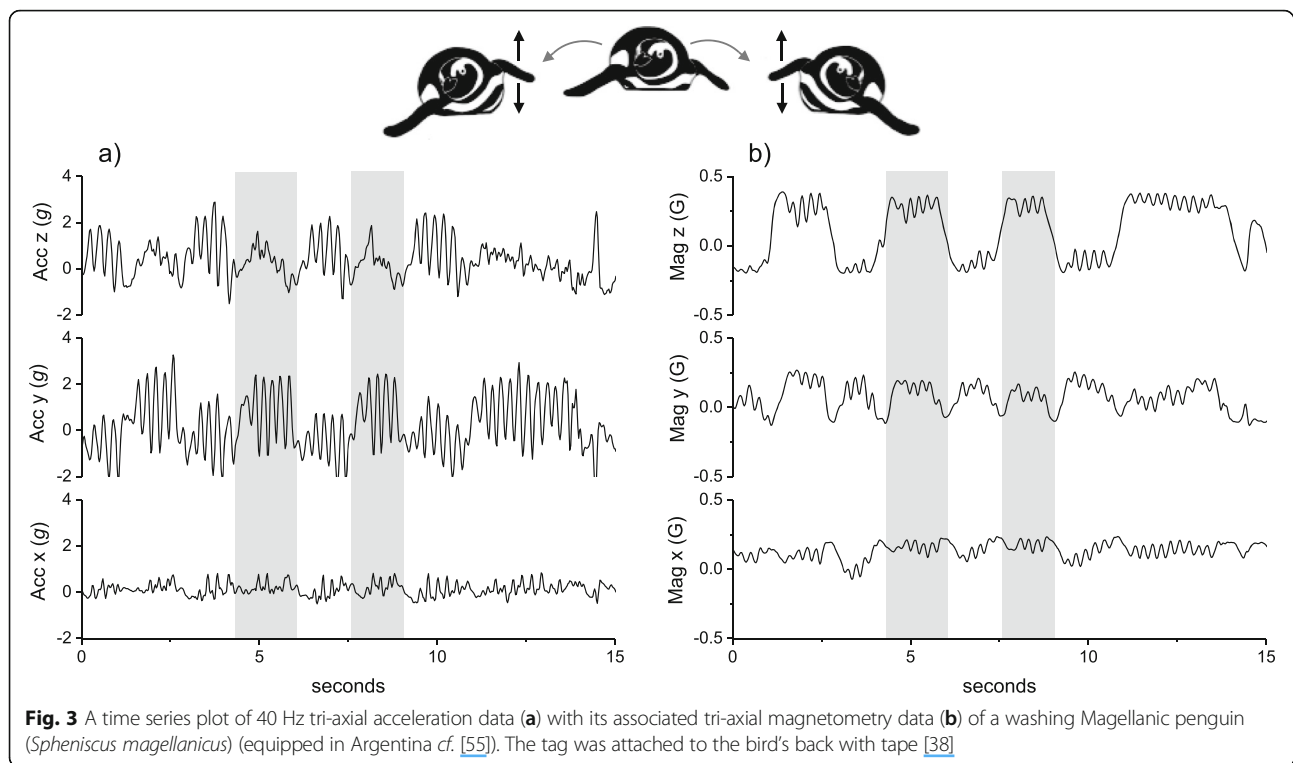 a)
b)
Acc z (g)
4
2
0
-2
Acc y (g)
4
2
0
-2
Acc x (g)
4
2
0
-2
0 5 10 15
seconds
Mag z (G)
0.5
0.0
-0.5
Mag y (G)
0.5
0.0
-0.5
Mag x (G)
0.5
0.0
-0.5
0 5 10 15
seconds
Fig. 3 A time series plot of 40 Hz tri-axial acceleration data (a) with its associated tri-axial magnetometry data (b) of a washing Magellanic penguin
(Spheniscus magellanicus) (equipped in Argentina cf. [55]). The tag was attached to the bird's back with tape [38]